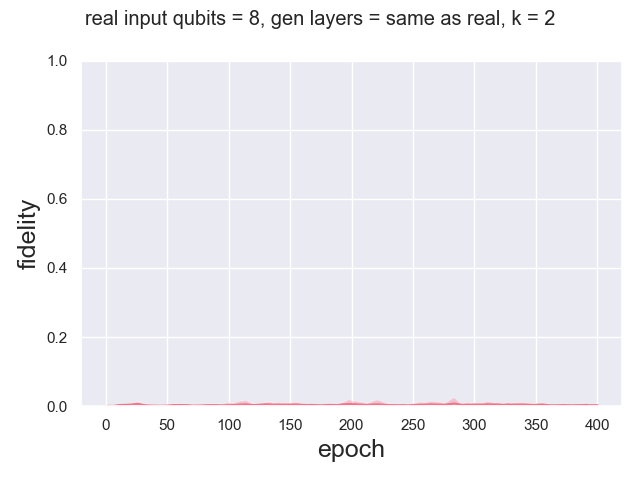 real input qubits = 8, gen layers = same as real, k = 2
1.0
0.8
0.6
0.4
0.2
0.0
fidelity
0 50 100 150 200 250 300 350 400
epoch